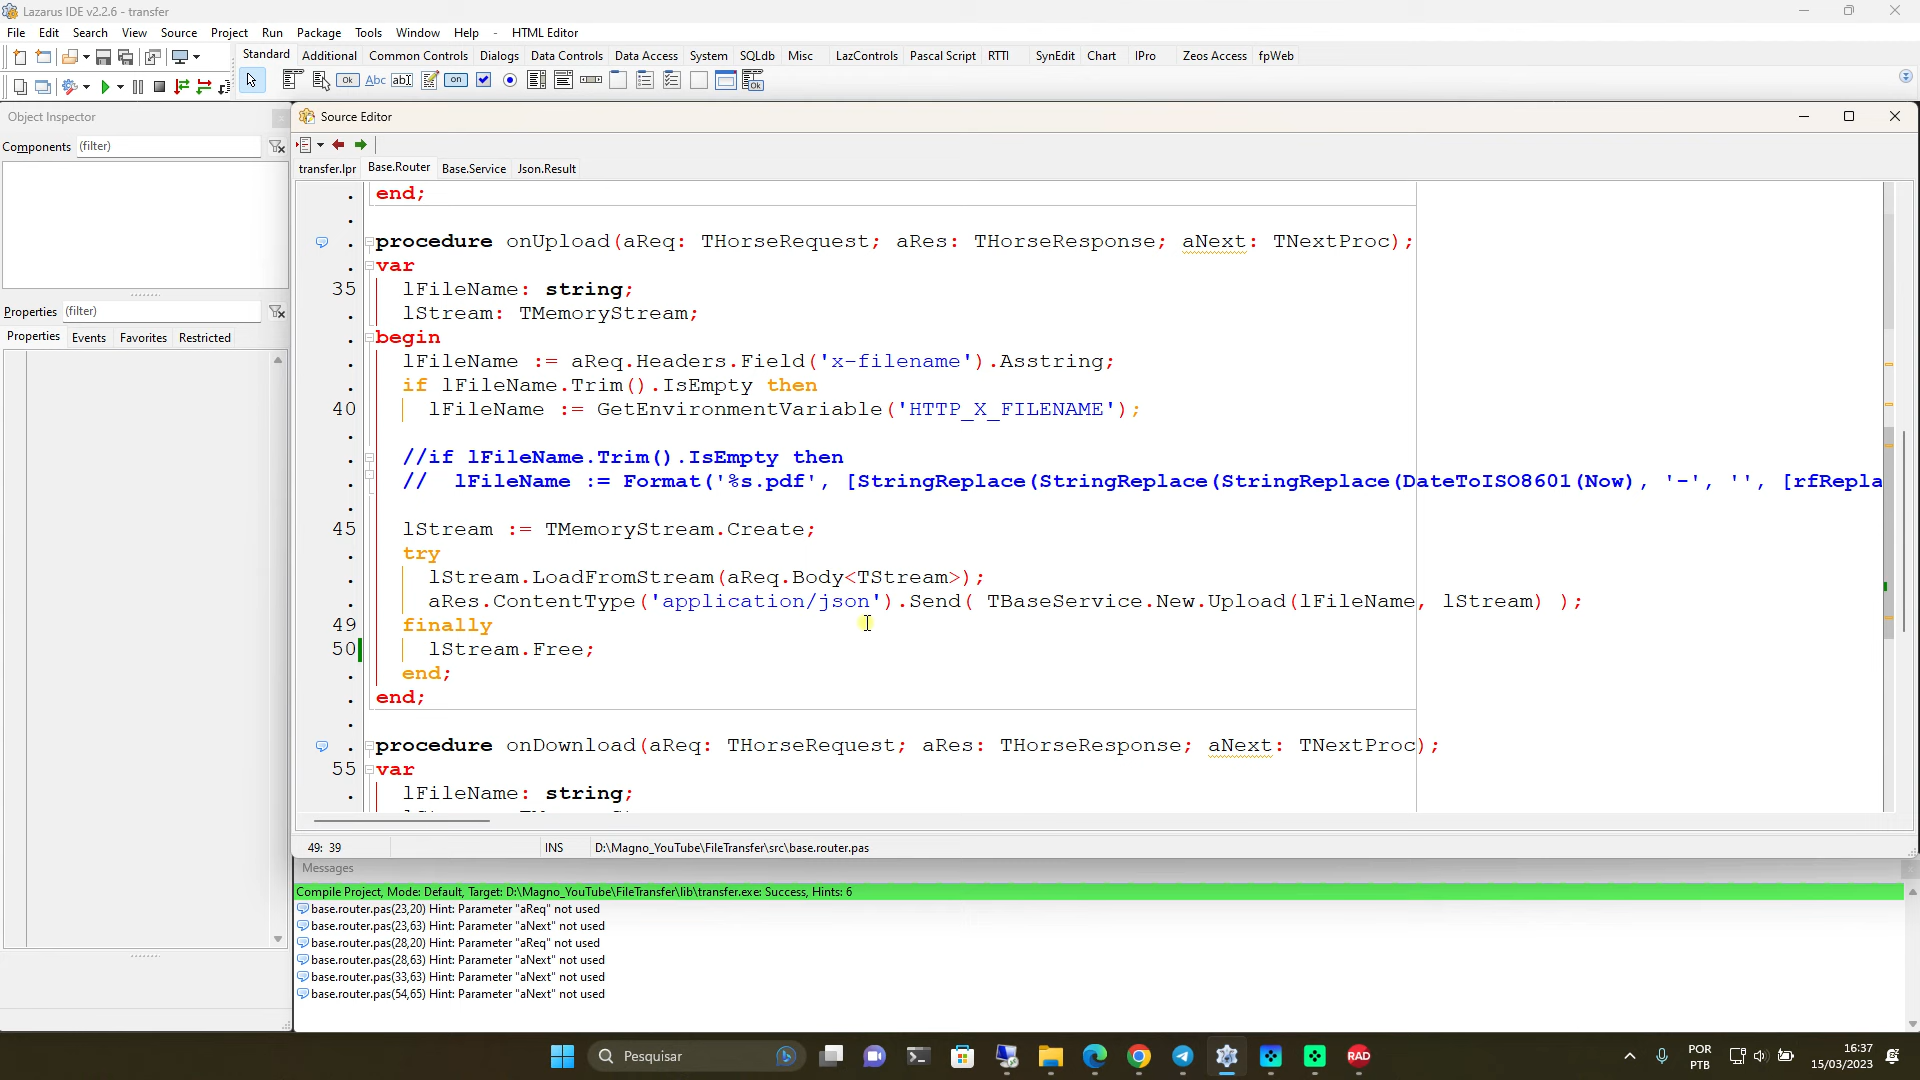 Lazarus IDE v2.2.6 - transfer
File Edit Search View Source Project Run Package Tools Window Help - HTML Editor
Standard Additional Common Controls Dialogs Data Controls Data Access System SQLdb Misc LazControls Pascal Script RTTI SynEdit Chart IPro Zeos Access fpWeb
Ok Abc abI on Ok
Object Inspector
Components (filter)
Properties (filter)
Properties Events Favorites Restricted
Source Editor
transfer.lpr Base.Router Base.Service Json.Result
. end;
.
. procedure onUpload(aReq: THorseRequest; aRes: THorseResponse; aNext: TNextProc);
. var
35 lFileName: string;
. lStream: TMemoryStream;
. begin
. lFileName := aReq.Headers.Field('x-filename').Asstring;
. if lFileName.Trim().IsEmpty then
40 lFileName := GetEnvironmentVariable('HTTP_X_FILENAME');
.
. //if lFileName.Trim().IsEmpty then
. // lFileName := Format('%s.pdf', [StringReplace(StringReplace(StringReplace(DateToISO8601(Now), '-', '', [rfRepla
.
45 lStream := TMemoryStream.Create;
. try
. lStream.LoadFromStream(aReq.Body<TStream>);
. aRes.ContentType('application/json').Send( TBaseService.New.Upload(lFileName, lStream) );
49 finally
50 lStream.Free;
. end;
. end;
.
. procedure onDownload(aReq: THorseRequest; aRes: THorseResponse; aNext: TNextProc);
55 var
. lFileName: string;
49: 39 INS D:\Magno_YouTube\FileTransfer\src\base.router.pas
Messages
Compile Project, Mode: Default, Target: D:\Magno_YouTube\FileTransfer\lib\transfer.exe: Success, Hints: 6
base.router.pas(23,20) Hint: Parameter "aReq" not used
base.router.pas(23,63) Hint: Parameter "aNext" not used
base.router.pas(28,20) Hint: Parameter "aReq" not used
base.router.pas(28,63) Hint: Parameter "aNext" not used
base.router.pas(33,63) Hint: Parameter "aNext" not used
base.router.pas(54,65) Hint: Parameter "aNext" not used
Pesquisar
RAD
POR
PTB
16:37
15/03/2023